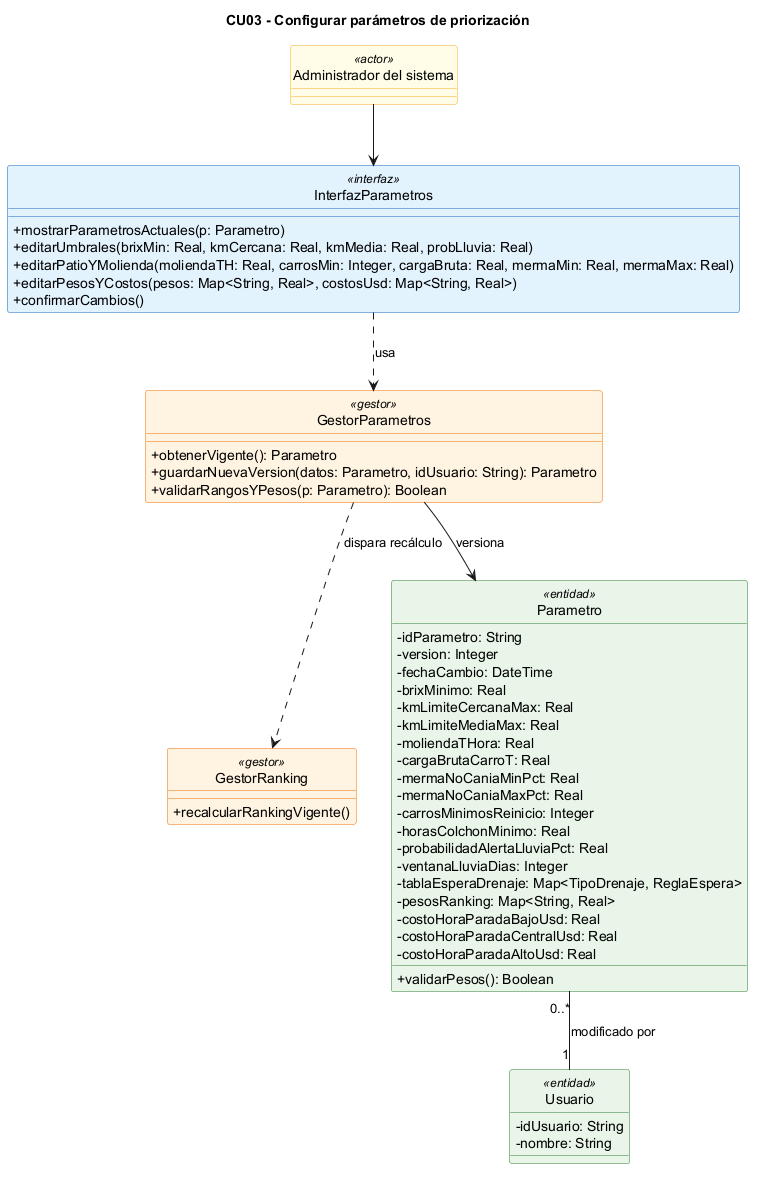 CU03 - Configurar parámetros de priorización
«actor»
Administrador del sistema
«interfaz»
InterfazParametros
+mostrarParametrosActuales(p: Parametro)
+editarUmbrales(brixMin: Real, kmCercana: Real, kmMedia: Real, probLluvia: Real)
+editarPatioYMolienda(moliendaTH: Real, carrosMin: Integer, cargaBruta: Real, mermaMin: Real, mermaMax: Real)
+editarPesosYCostos(pesos: Map<String, Real>, costosUsd: Map<String, Real>)
+confirmarCambios()
usa
«gestor»
GestorParametros
+obtenerVigente(): Parametro
+guardarNuevaVersion(datos: Parametro, idUsuario: String): Parametro
+validarRangosYPesos(p: Parametro): Boolean
dispara recálculo
versiona
«entidad»
Parametro
-idParametro: String
-version: Integer
-fechaCambio: DateTime
-brixMinimo: Real
-kmLimiteCercanaMax: Real
-kmLimiteMediaMax: Real
-moliendaTHora: Real
-cargaBrutaCarroT: Real
-mermaNoCaniaMinPct: Real
-mermaNoCaniaMaxPct: Real
-carrosMinimosReinicio: Integer
-horasColchonMinimo: Real
-probabilidadAlertaLluviaPct: Real
-ventanaLluviaDias: Integer
-tablaEsperaDrenaje: Map<TipoDrenaje, ReglaEspera>
-pesosRanking: Map<String, Real>
-costoHoraParadaBajoUsd: Real
-costoHoraParadaCentralUsd: Real
-costoHoraParadaAltoUsd: Real
+validarPesos(): Boolean
«gestor»
GestorRanking
+recalcularRankingVigente()
0..*
modificado por
1
«entidad»
Usuario
-idUsuario: String
-nombre: String